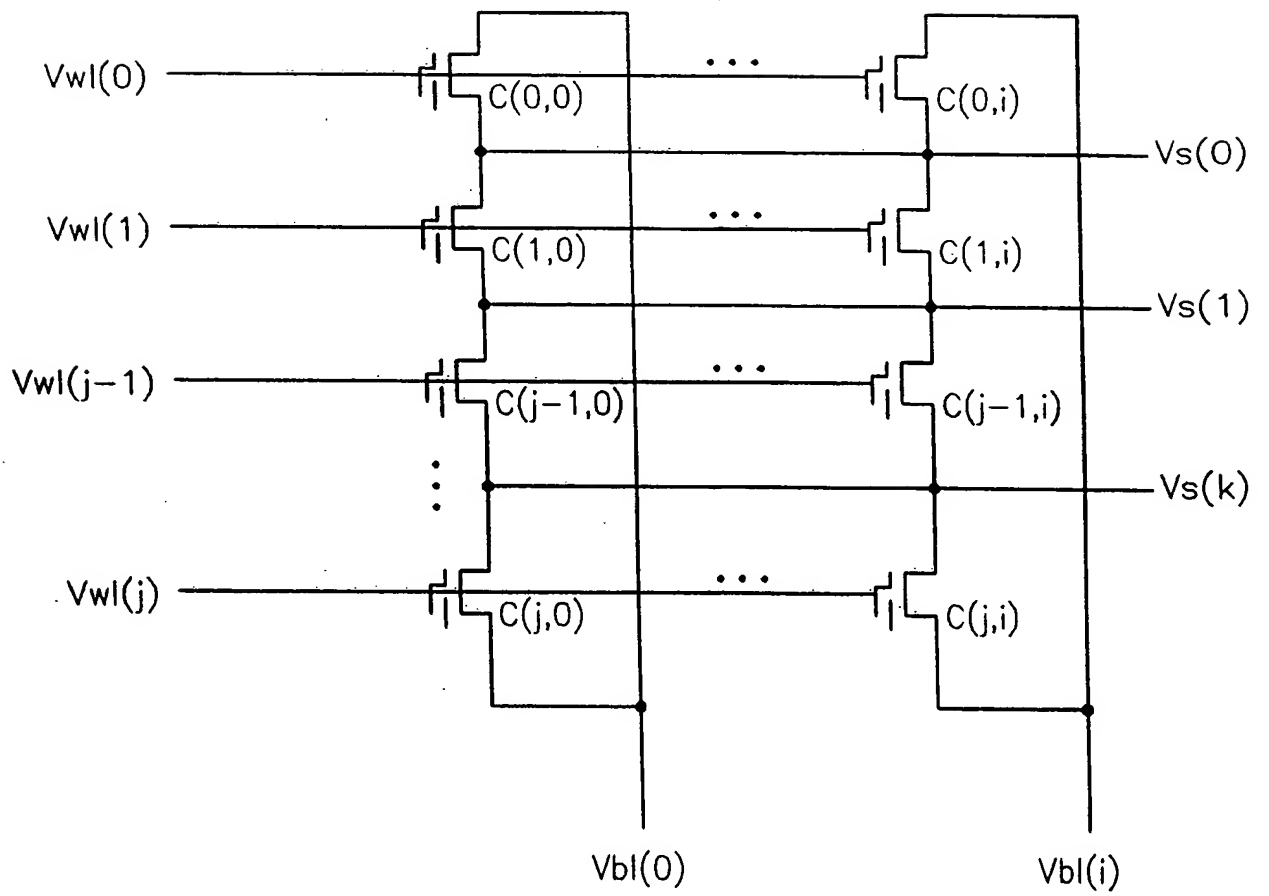 Vwl(0)
C(0,0)
• • •
C(0,i)
Vs(0)
Vwl(1)
C(1,0)
• • •
C(1,i)
Vs(1)
Vwl(j-1)
C(j-1,0)
• • •
C(j-1,i)
Vs(k)
Vwl(j)
C(j,0)
• • •
C(j,i)
Vbl(0)
Vbl(i)